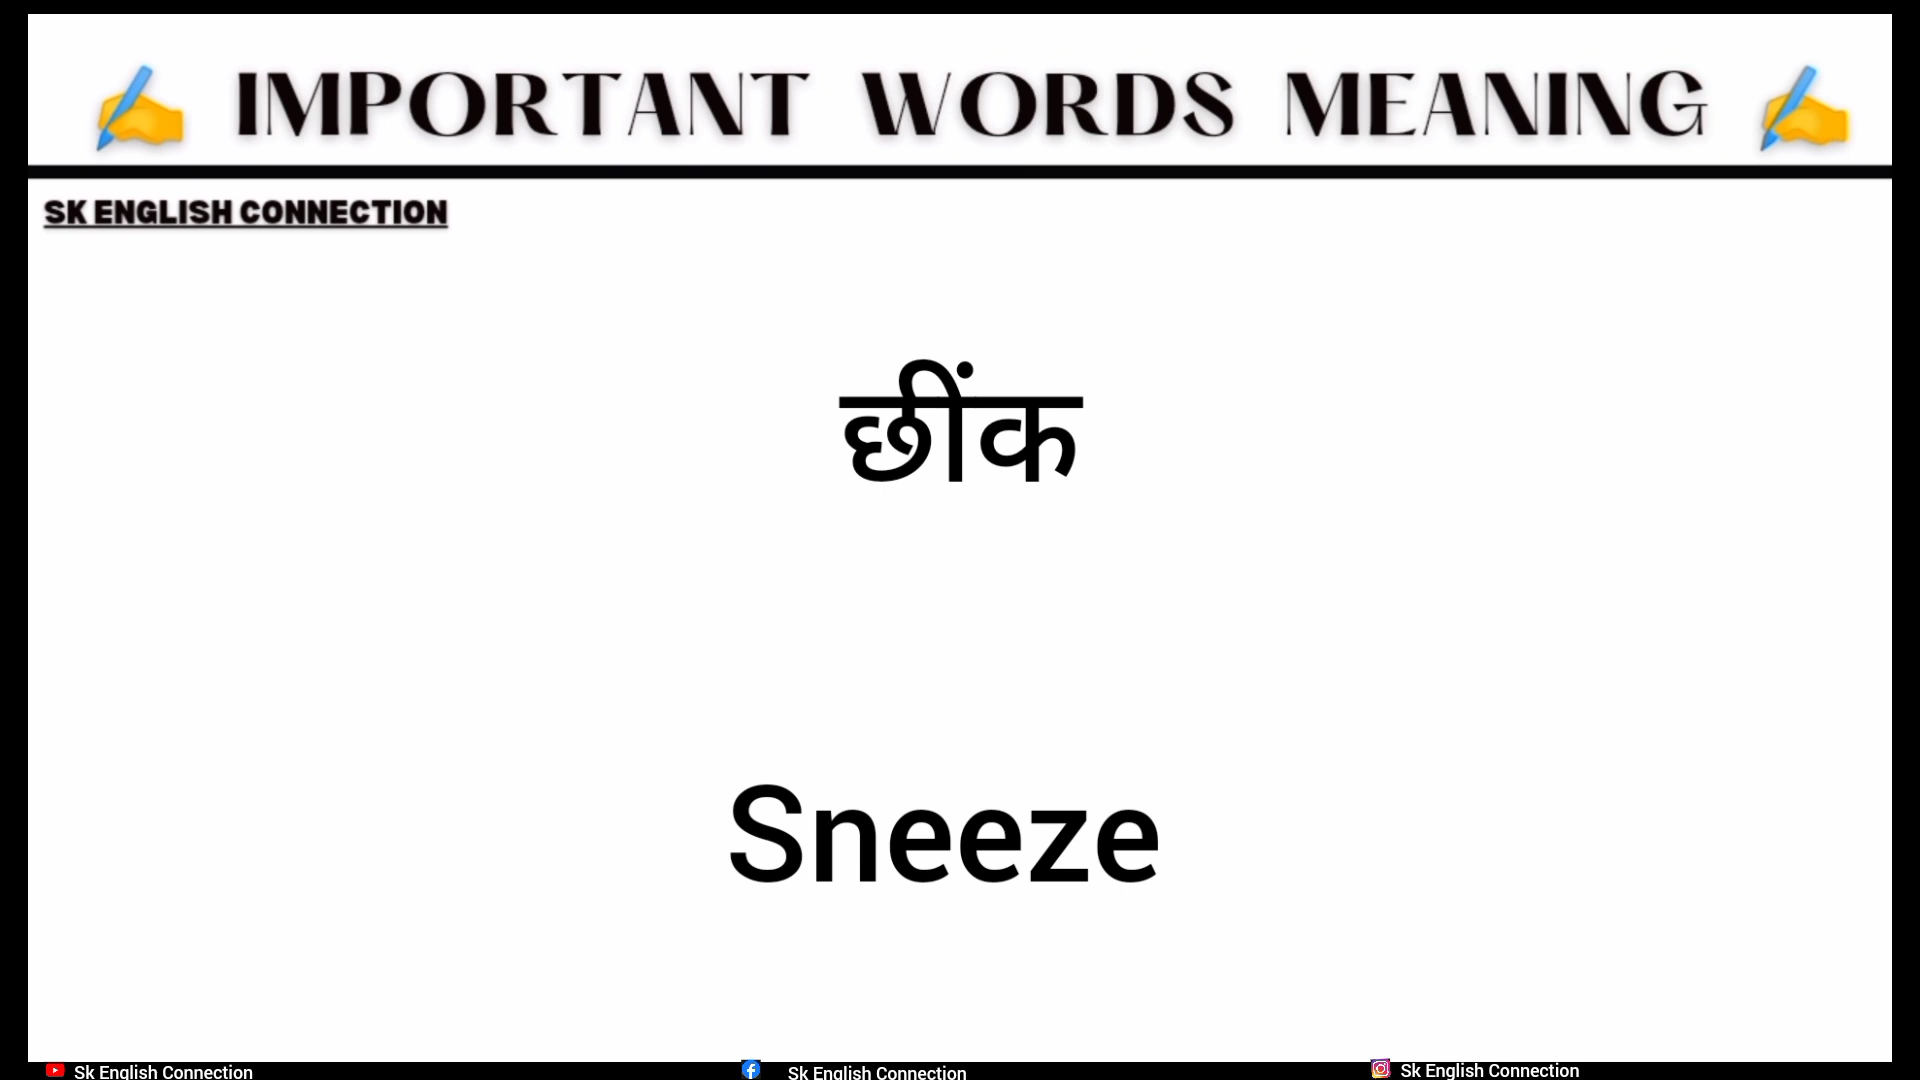 ✍️ IMPORTANT WORDS MEANING ✍️
SK ENGLISH CONNECTION
छींक
Sneeze
Sk English Connection
Sk English Connection
Sk English Connection